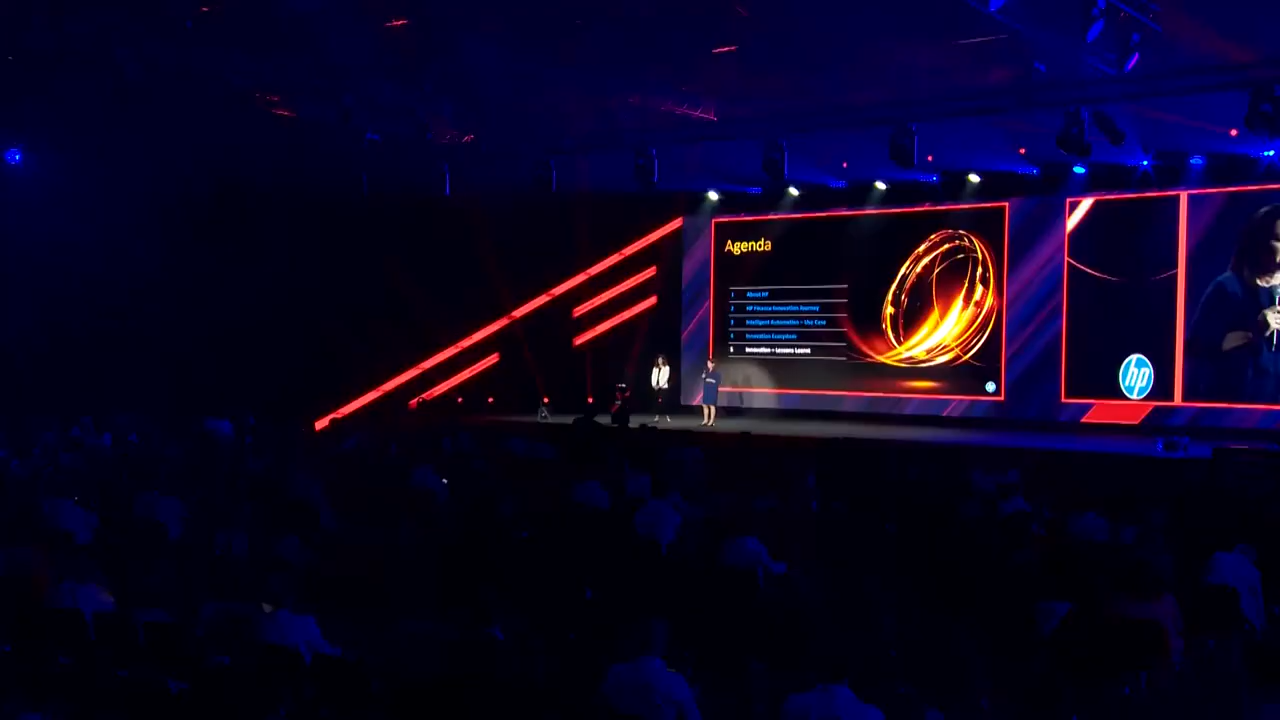 Agenda
1 About HP
2 HP Finance Innovation Journey
3 Intelligent Automation – Use Case
4 Innovation Ecosystem
5 Innovation – Lessons Learnt
hp
hp